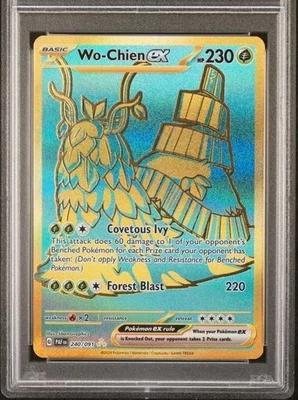 BASIC
Wo-Chien ex HP 230
Covetous Ivy
This attack does 60 damage to 1 of your opponent's
Benched Pokémon for each Prize card your opponent has
taken. (Don't apply Weakness and Resistance for Benched
Pokémon.)
Forest Blast 220
weakness ×2 resistance retreat
Pokémon ex rule
When your Pokémon ex
is Knocked Out, your opponent takes 2 Prize cards.
PAF EN 240/091